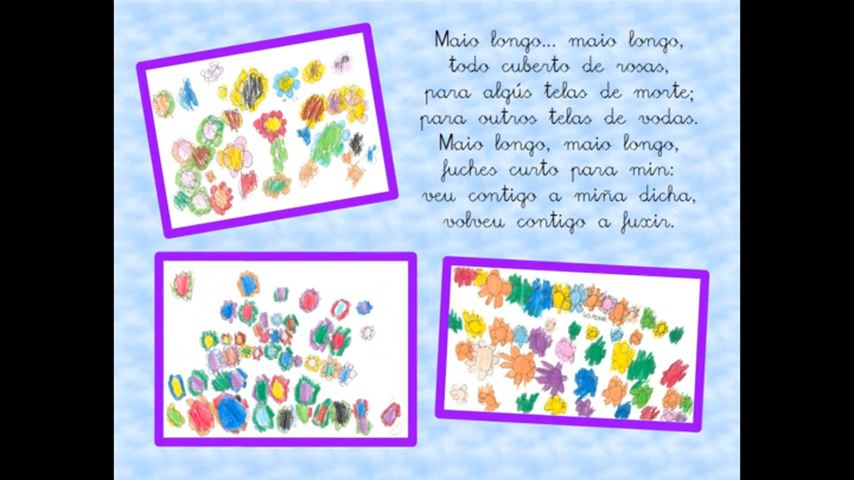 Maio longo... maio longo,
todo cuberto de rosas,
para algús telas de morte;
para outros telas de vodas.
Maio longo, maio longo,
fuches curto para min:
veu contigo a miña dicha,
volveu contigo a fuxir.